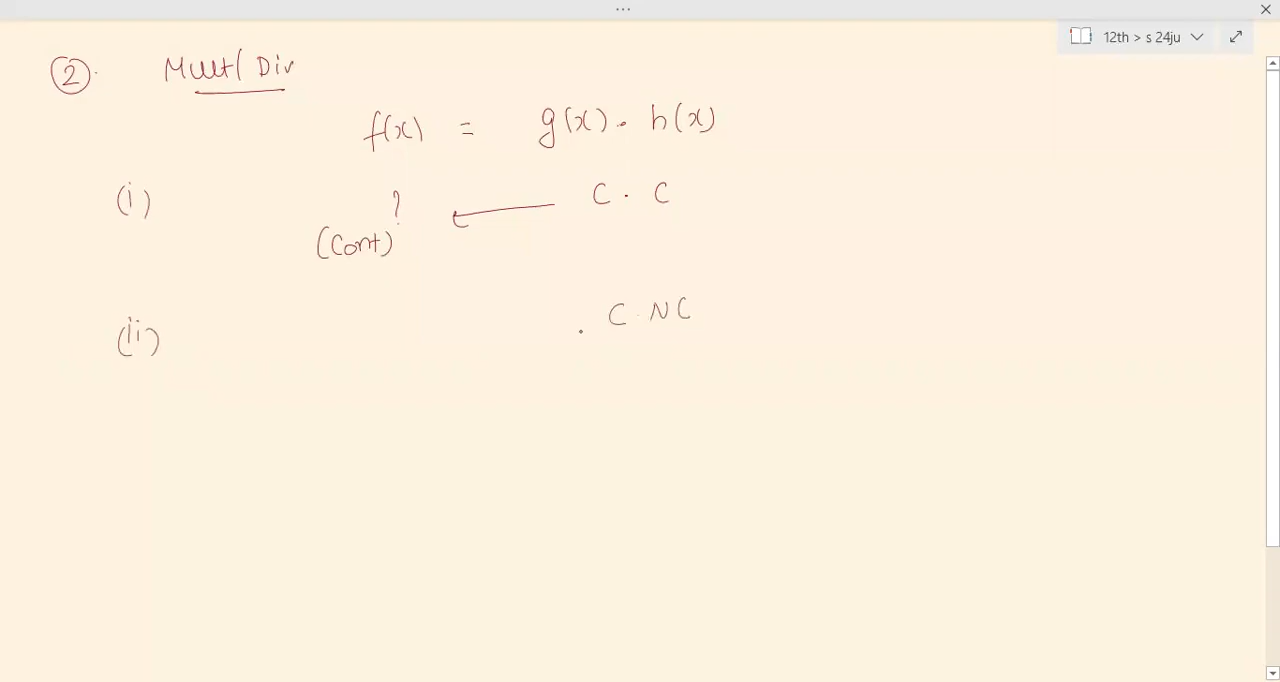 12th > s 24ju
② Mult/ Div
f(x) = g(x) . h(x)
(i) ? C . C
(Cont)
(ii) C . NC